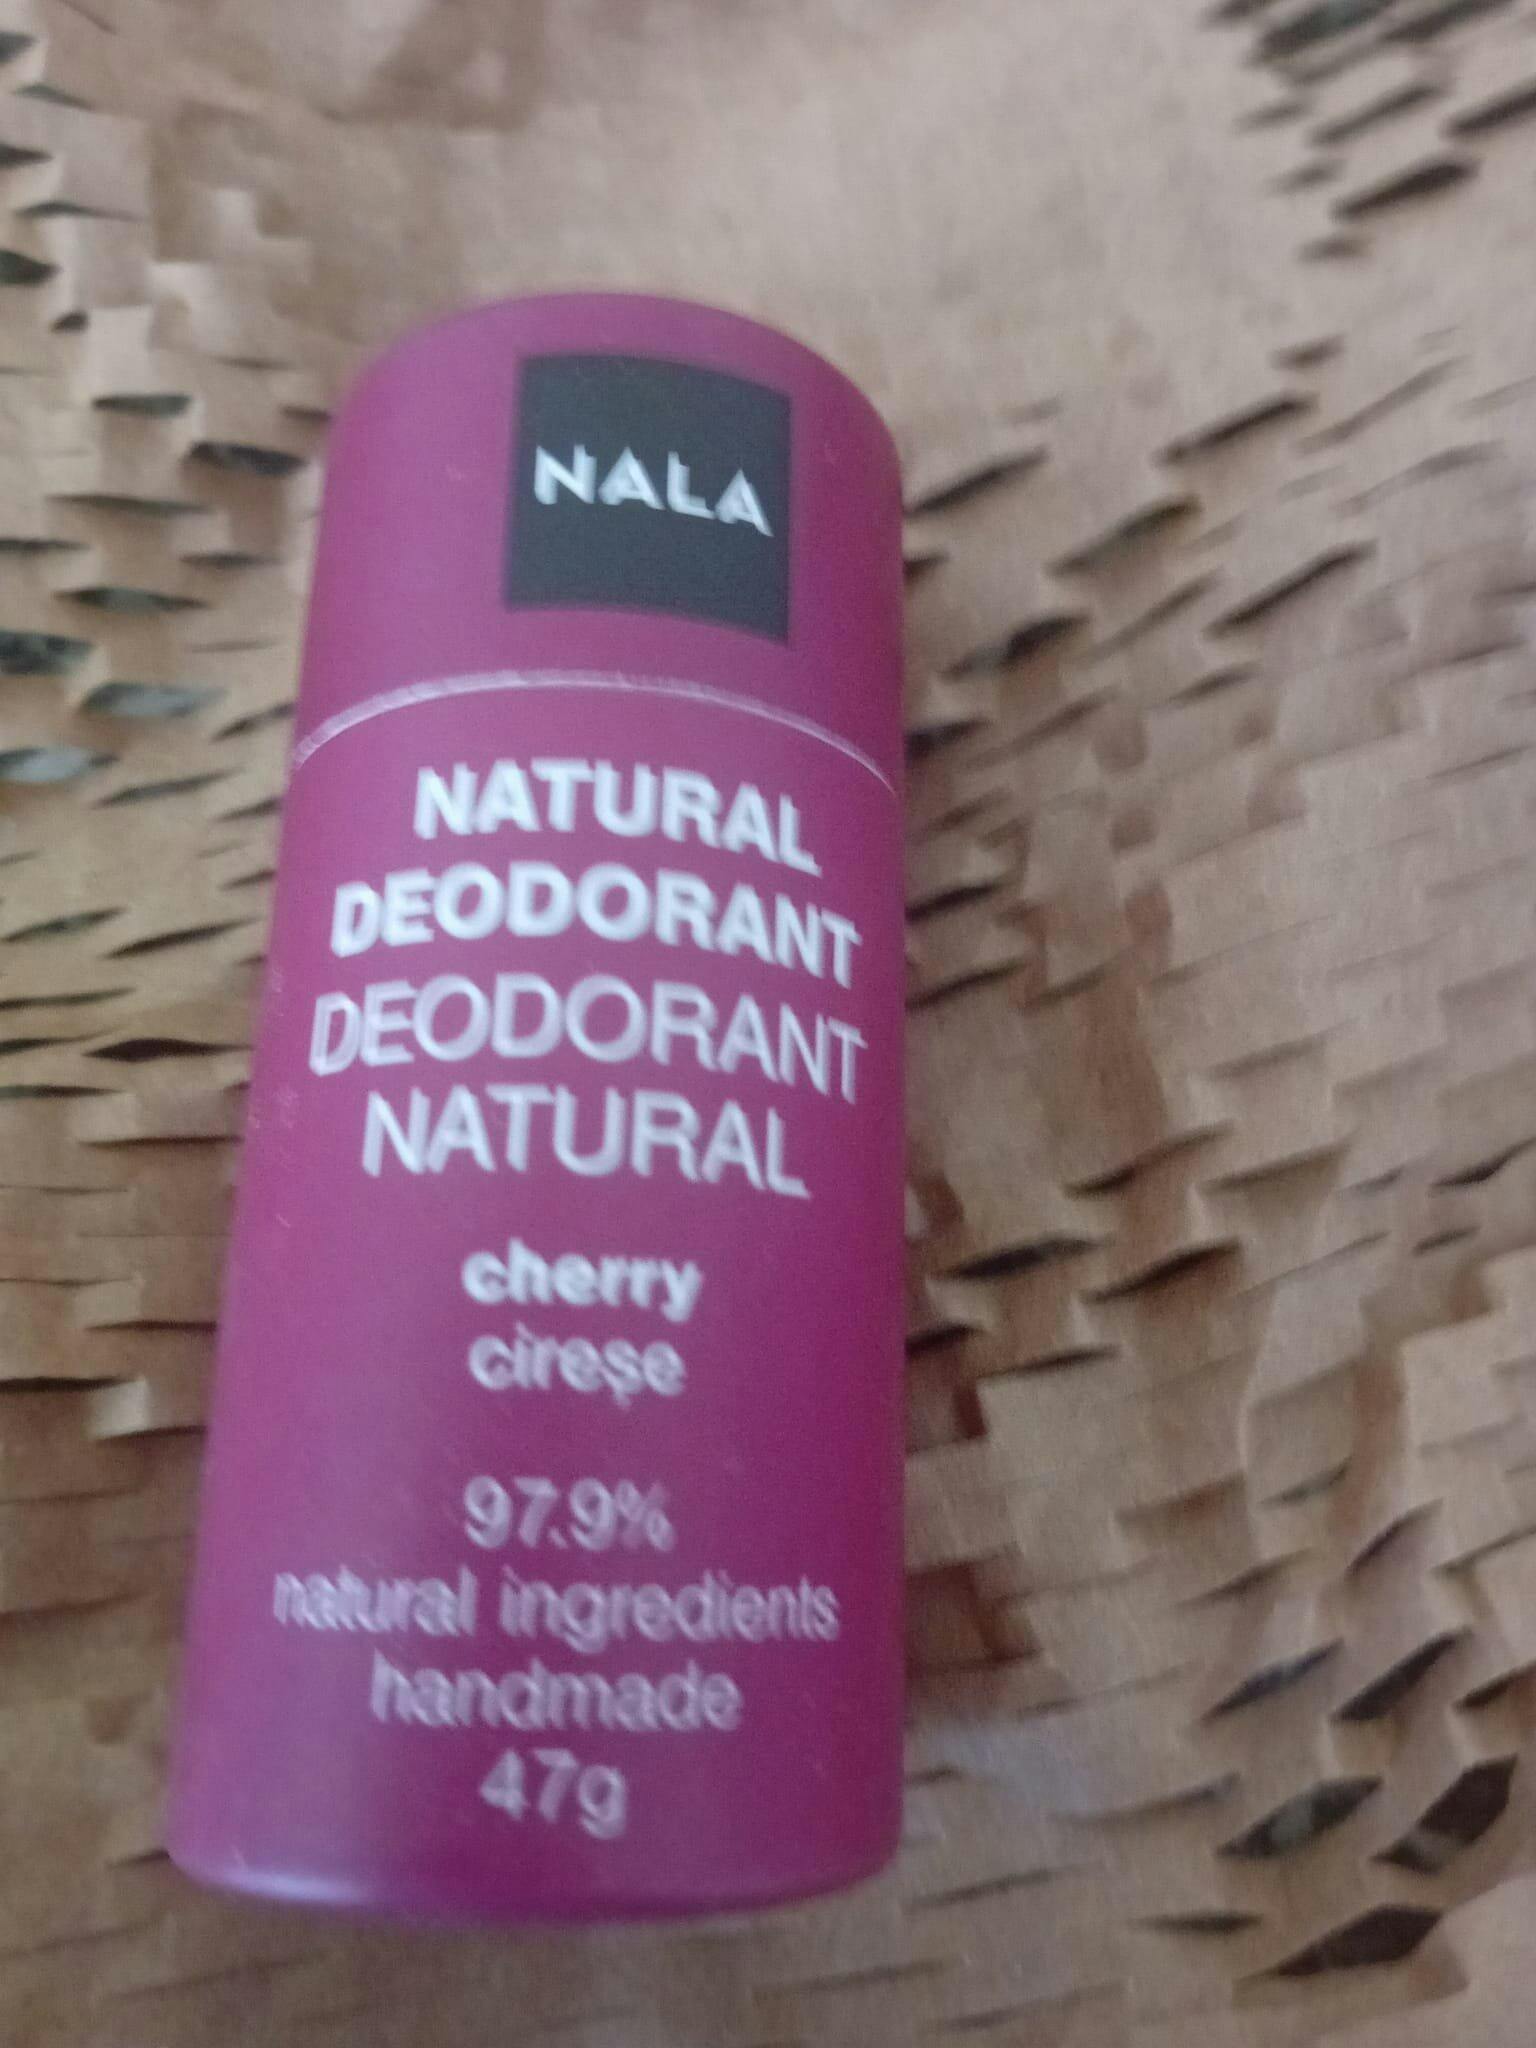 NALA
NATURAL
DEODORANT
DEODORANT
NATURAL
cherry
cireșe
97.9%
natural ingredients
handmade
47g